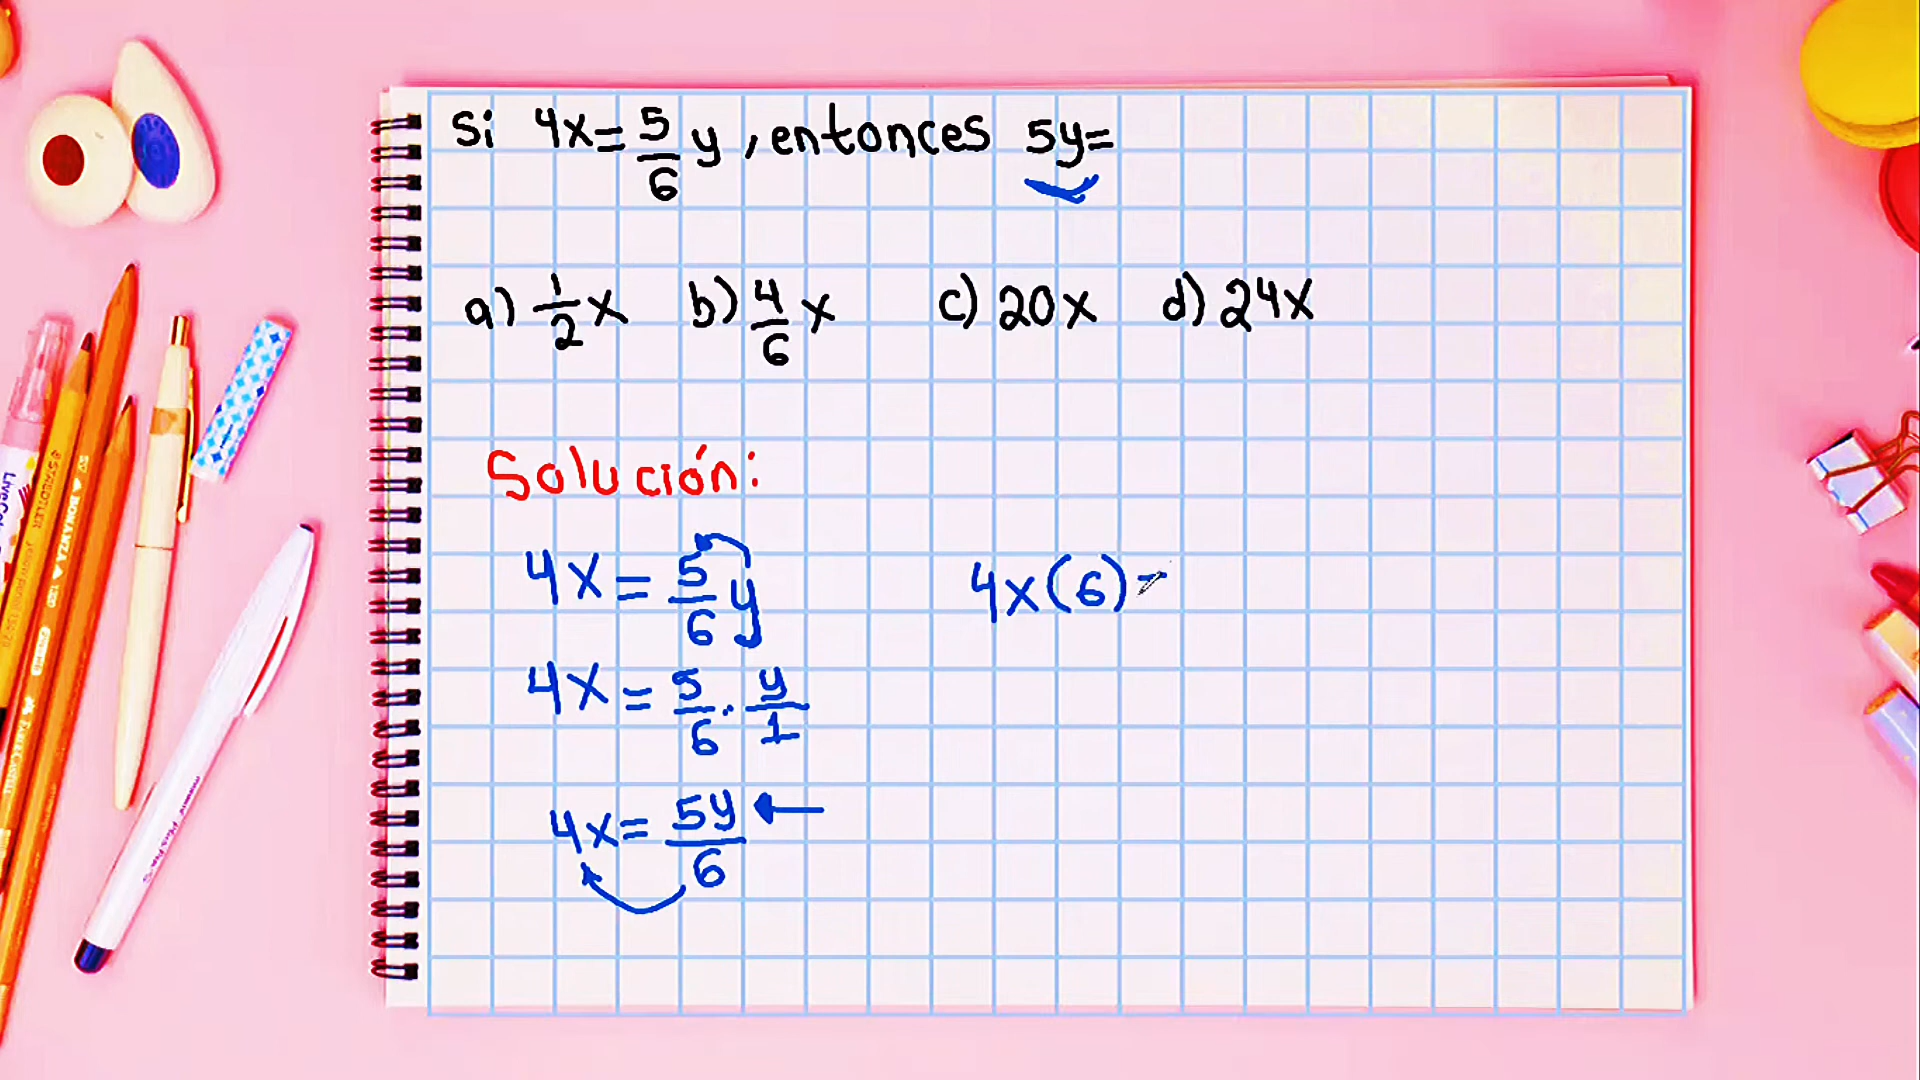 Si 4x = 5/6 y, entonces 5y =
a) 1/2 x b) 4/6 x c) 20x d) 24x
Solución:
4x = 5/6 y
4x = 5/6 · y/1
4x = 5y/6
4x(6) =